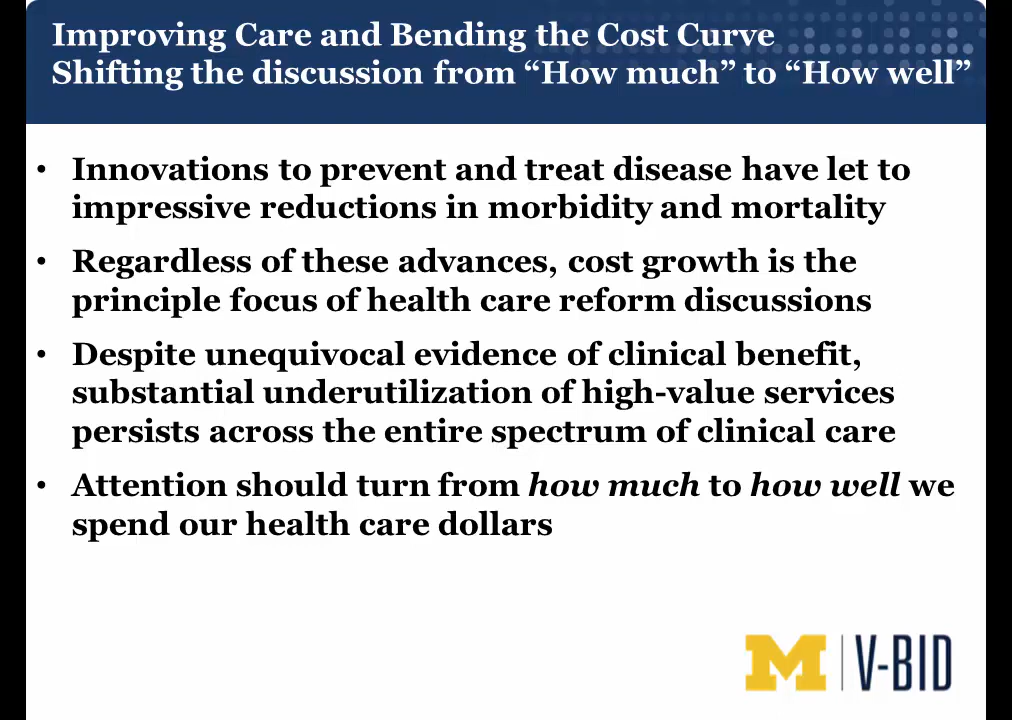 Improving Care and Bending the Cost Curve
Shifting the discussion from “How much” to “How well”
• Innovations to prevent and treat disease have let to
impressive reductions in morbidity and mortality
• Regardless of these advances, cost growth is the
principle focus of health care reform discussions
• Despite unequivocal evidence of clinical benefit,
substantial underutilization of high-value services
persists across the entire spectrum of clinical care
• Attention should turn from how much to how well we
spend our health care dollars
M | V-BID